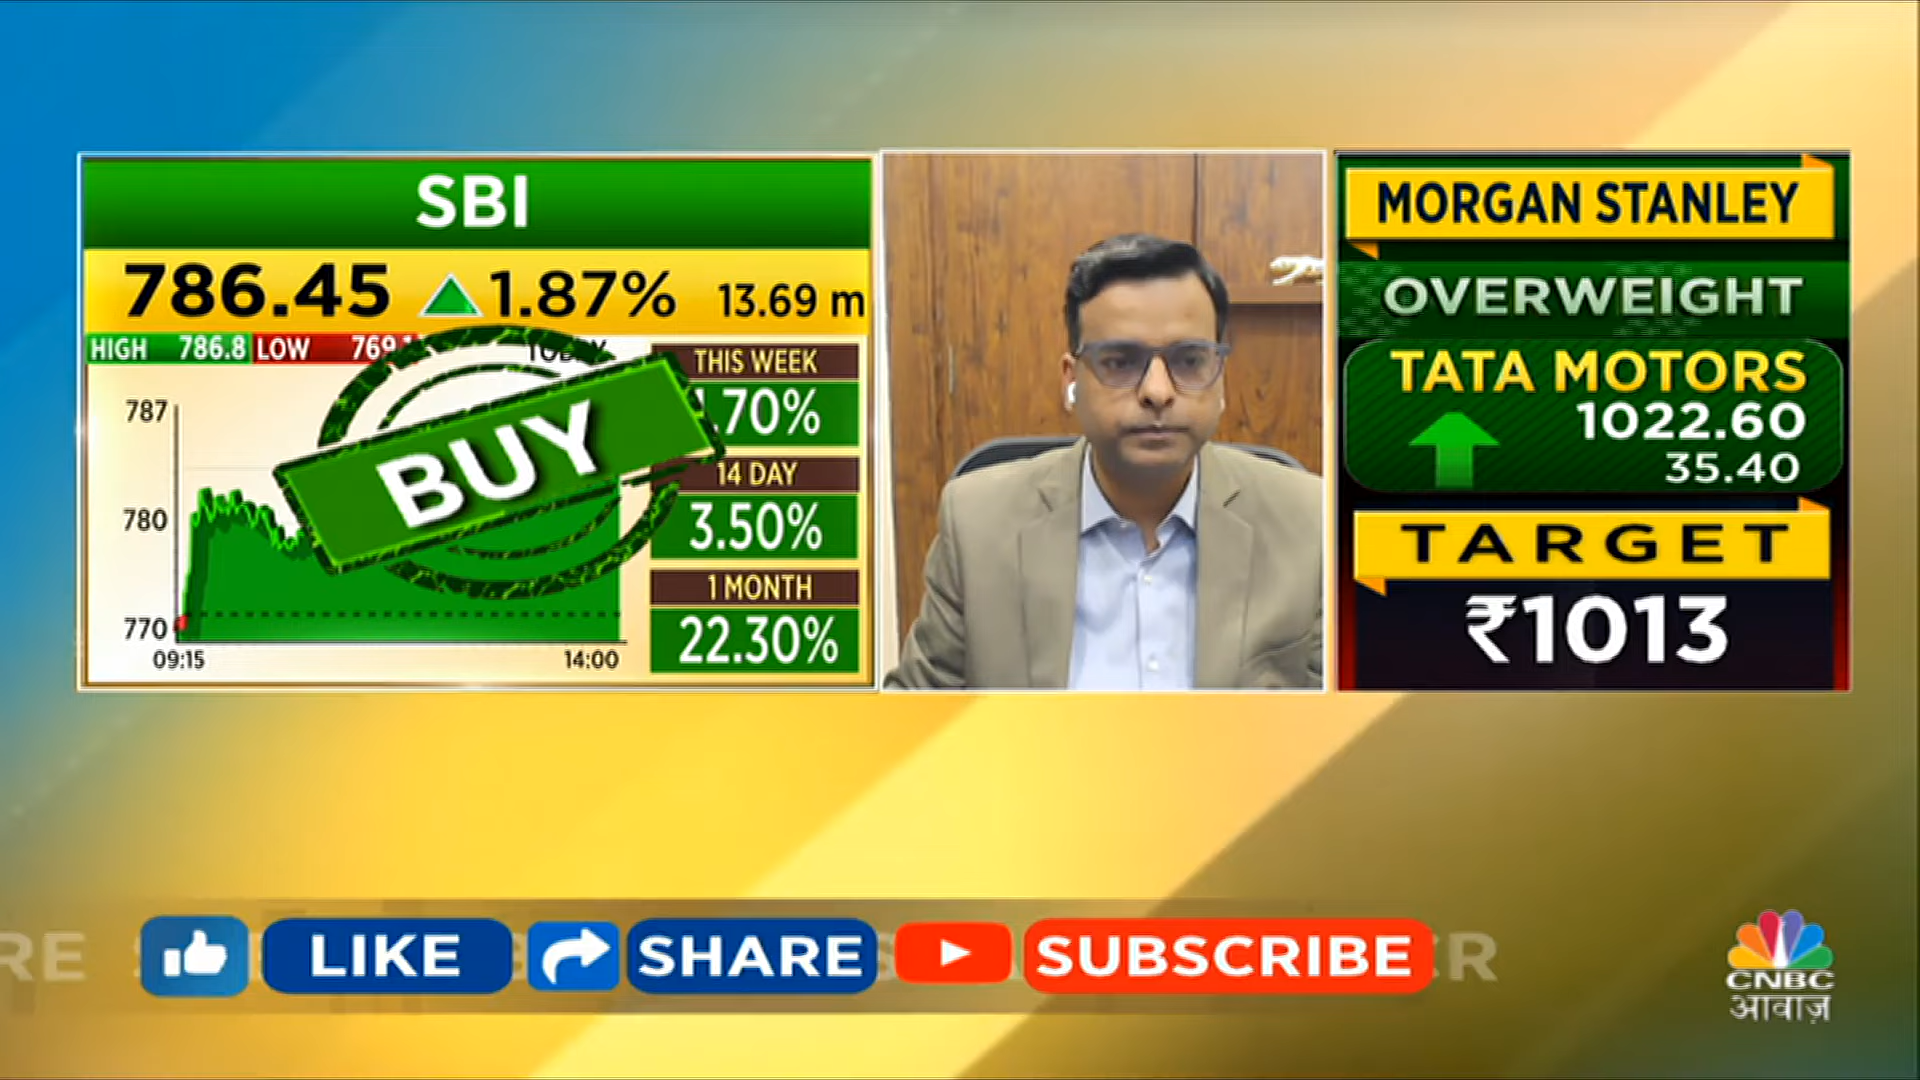 SBI
786.45 1.87% 13.69 m
HIGH 786.8 LOW
TODAY
787
780
770
09:15 14:00
BUY
THIS WEEK
14 DAY
3.50%
1 MONTH
22.30%
MORGAN STANLEY
OVERWEIGHT
TATA MOTORS
1022.60
35.40
TARGET
₹1013
LIKE SHARE SUBSCRIBE
CNBC
आवाज़